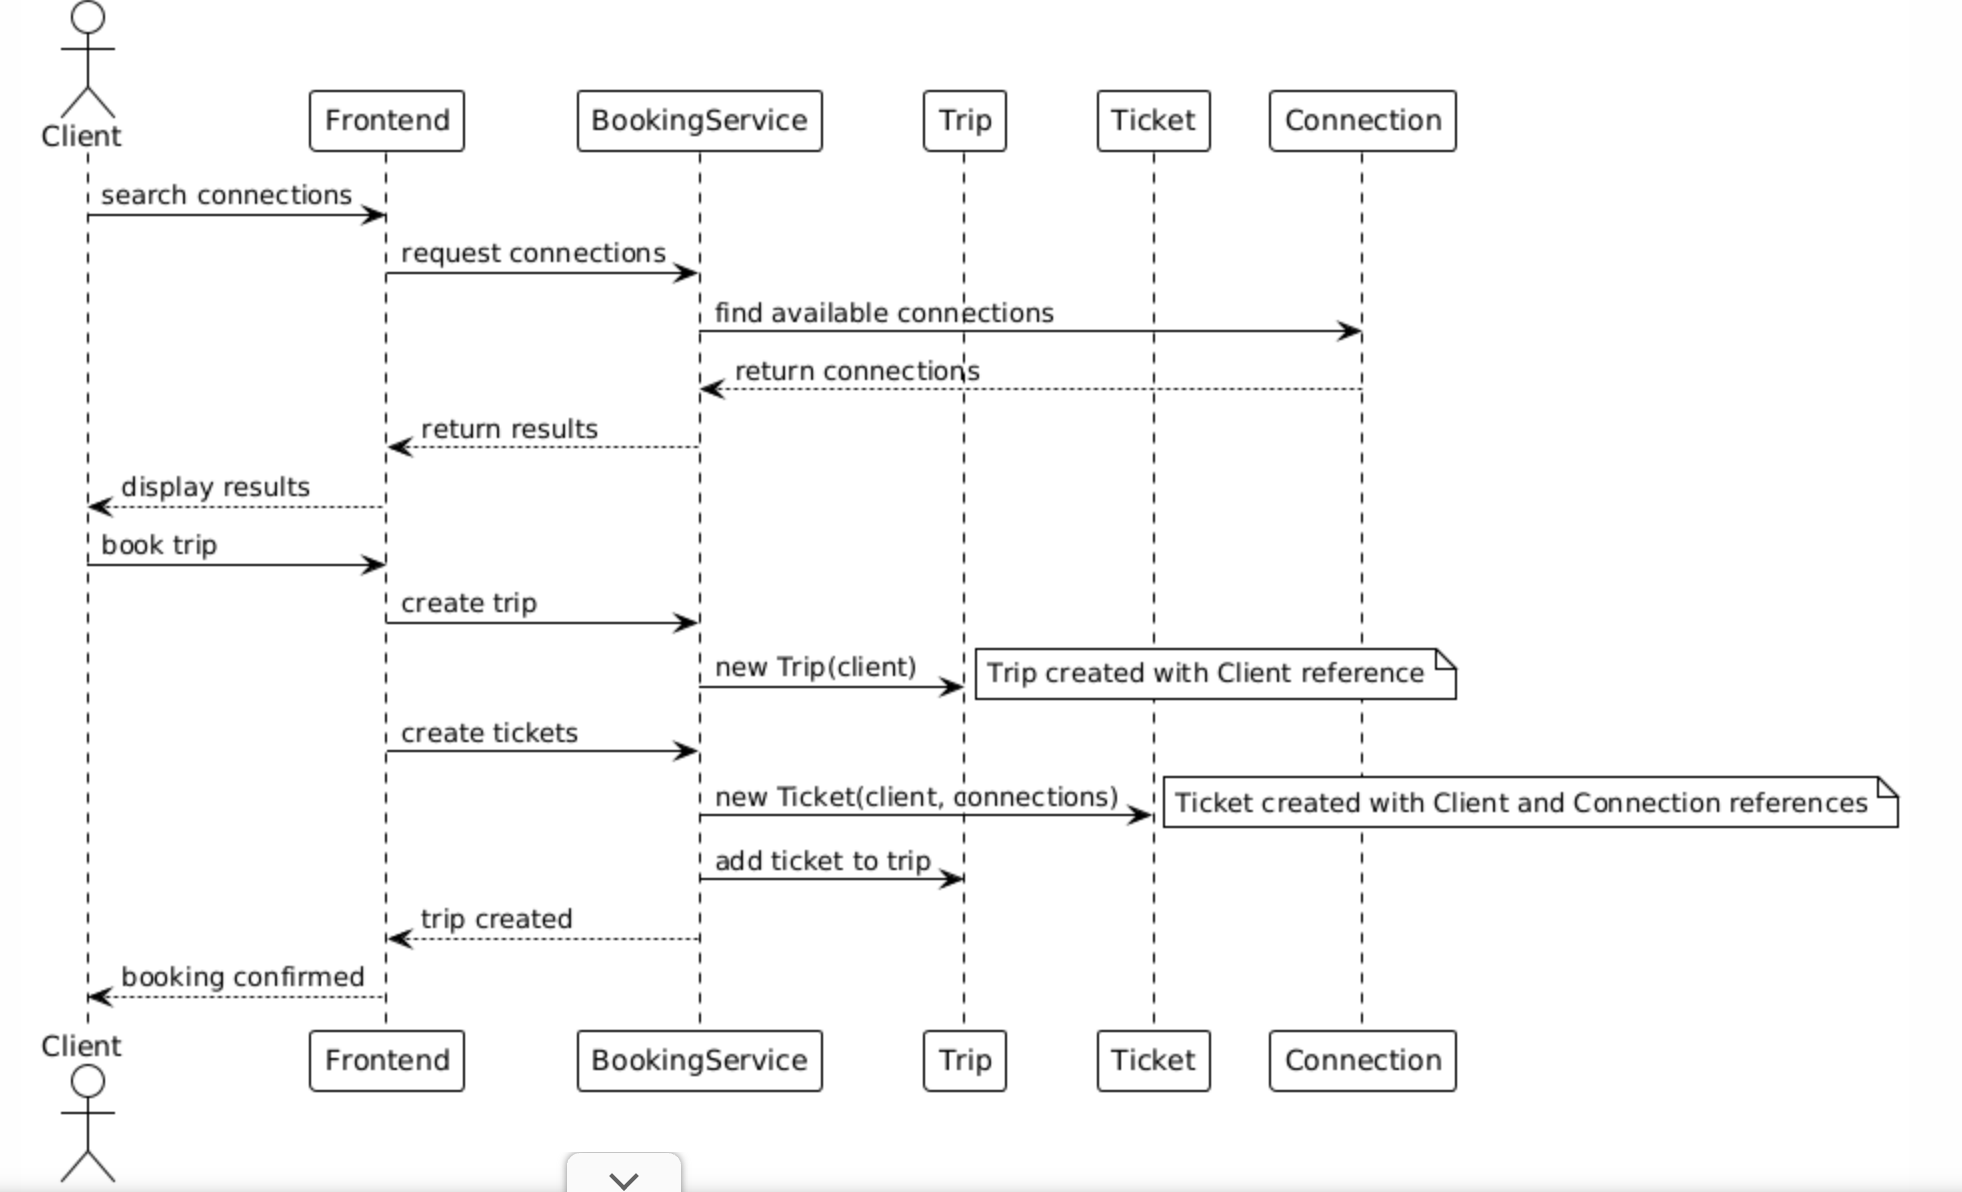 Client
Frontend
BookingService
Trip
Ticket
Connection
search connections
request connections
find available connections
return connections
return results
display results
book trip
create trip
new Trip(client)
Trip created with Client reference
create tickets
new Ticket(client, connections)
Ticket created with Client and Connection references
add ticket to trip
trip created
booking confirmed
Client
Frontend
BookingService
Trip
Ticket
Connection